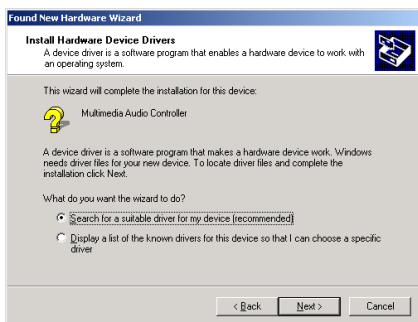 Found New Hardware Wizard
Install Hardware Device Drivers
A device driver is a software program that enables a hardware device to work with
an operating system.
This wizard will complete the installation for this device:
Multimedia Audio Controller
A device driver is a software program that makes a hardware device work. Windows
needs driver files for your new device. To locate driver files and complete the
installation click Next.
What do you want the wizard to do?
Search for a suitable driver for my device (recommended)
Display a list of the known drivers for this device so that I can choose a specific
driver
< Back
Next >
Cancel